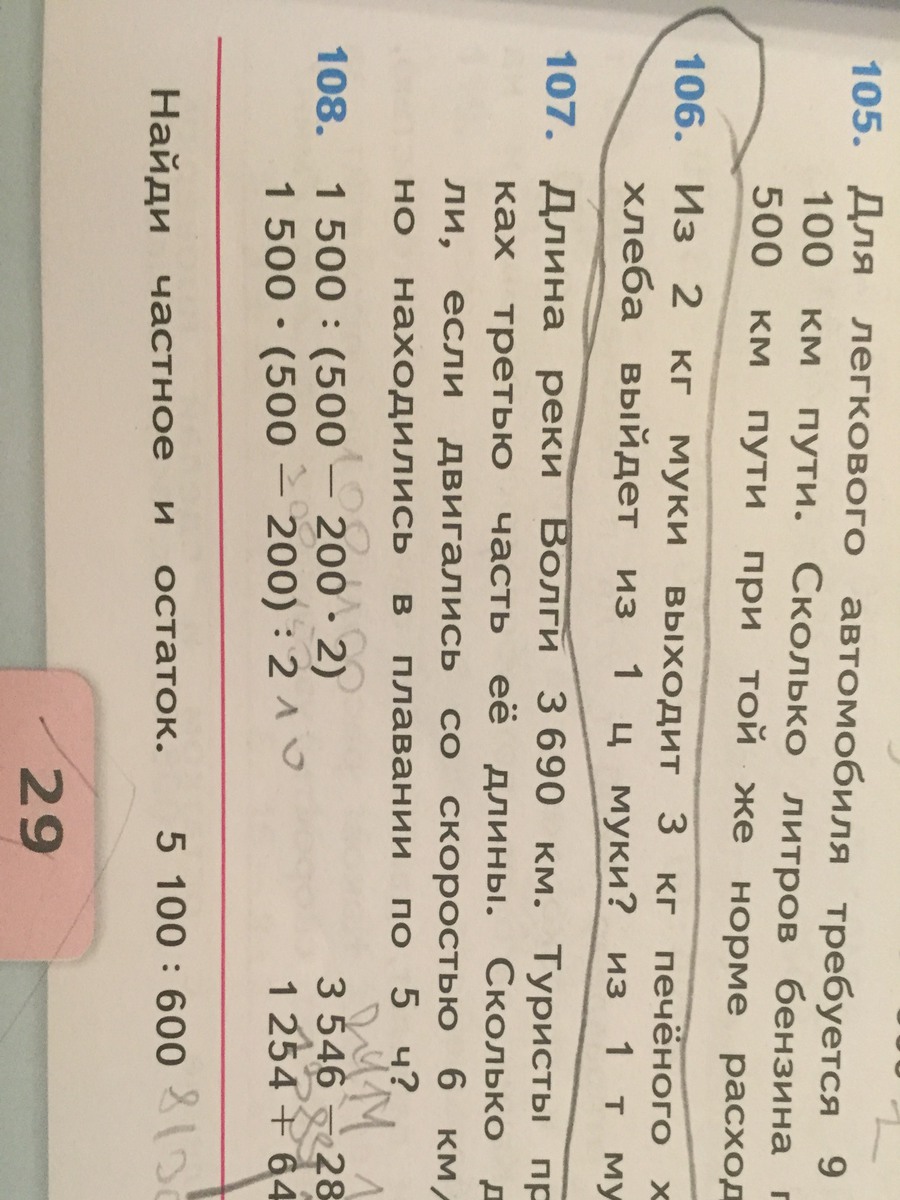 105. Для легкового автомобиля требуется 9
100 км пути. Сколько литров бензина
500 км пути при той же норме
106. Из 2 кг муки выходит 3 кг печёного
хлеба выйдет из 1 ц муки? из 1 т
107. Длина реки Волги 3 690 км. Туристы
ках третью часть её длины. Сколько
ли, если двигались со скоростью 6 км/
но находились в плавании по 5 ч?
108. 1 500 : (500 − 200 · 2) 3 546 − 28
1 500 · (500 − 200) : 2 1 254 + 64
Найди частное и остаток. 5 100 : 600
29